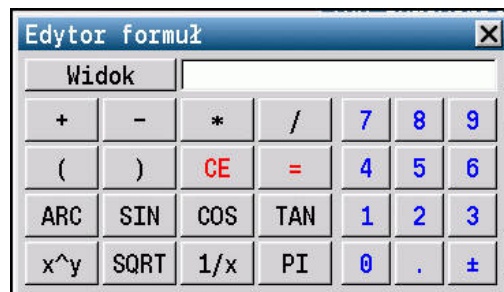 Edytor formuł
Widok
+ - * / 7 8 9
( ) CE = 4 5 6
ARC SIN COS TAN 1 2 3
x^y SQRT 1/x PI 0 . ±